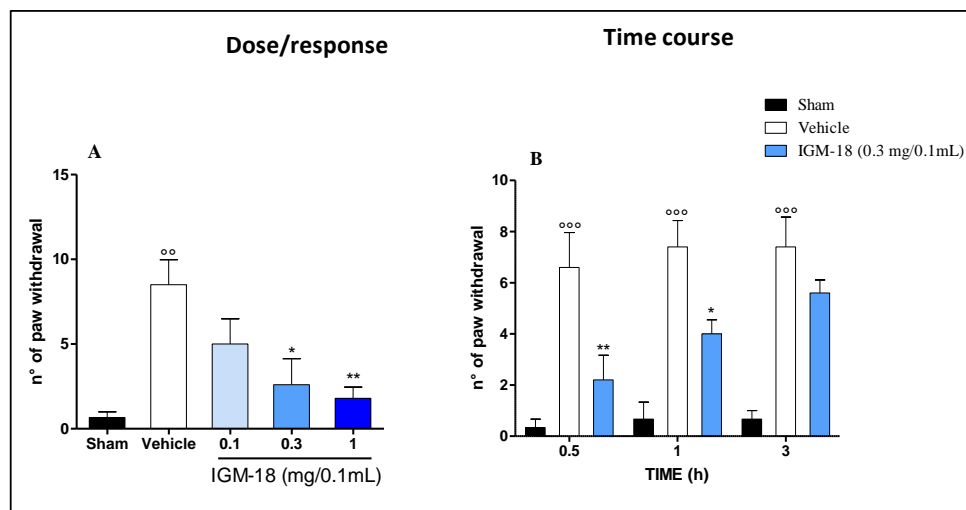 Dose/response
Time course
Sham
Vehicle
IGM-18 (0.3 mg/0.1mL)
A
15
10
5
0
n° of paw withdrawal
°°
*
**
Sham Vehicle 0.1 0.3 1
IGM-18 (mg/0.1mL)
B
10
8
6
4
2
0
n° of paw withdrawal
°°° °°° °°°
**
*
0.5 1 3
TIME (h)